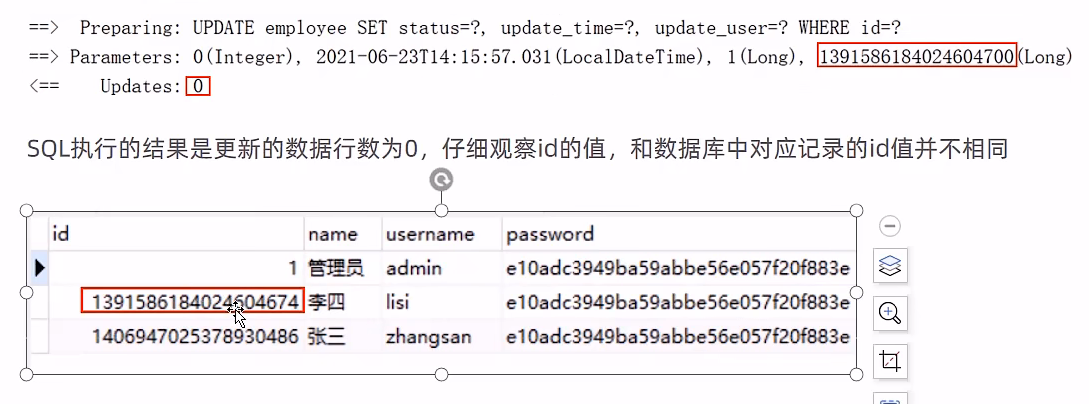 ==>  Preparing: UPDATE employee SET status=?, update_time=?, update_user=? WHERE id=?
==> Parameters: 0(Integer), 2021-06-23T14:15:57.031(LocalDateTime), 1(Long), 1391586184024604700(Long)
<==    Updates: 0
SQL执行的结果是更新的数据行数为0，仔细观察id的值，和数据库中对应记录的id值并不相同
id name username password
1 管理员 admin e10adc3949ba59abbe56e057f20f883e
1391586184024604674 李四 lisi e10adc3949ba59abbe56e057f20f883e
1406947025378930486 张三 zhangsan e10adc3949ba59abbe56e057f20f883e